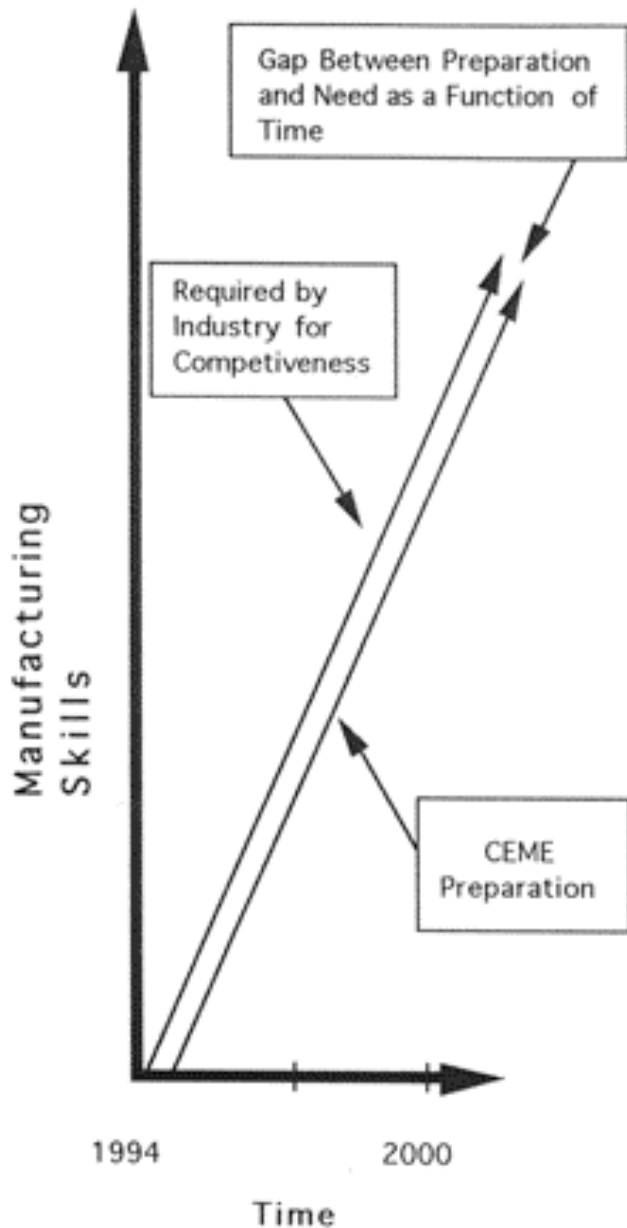 Gap Between Preparation
and Need as a Function of
Time
Required by
Industry for
Competiveness
Manufacturing
Skills
CEME
Preparation
1994
2000
Time